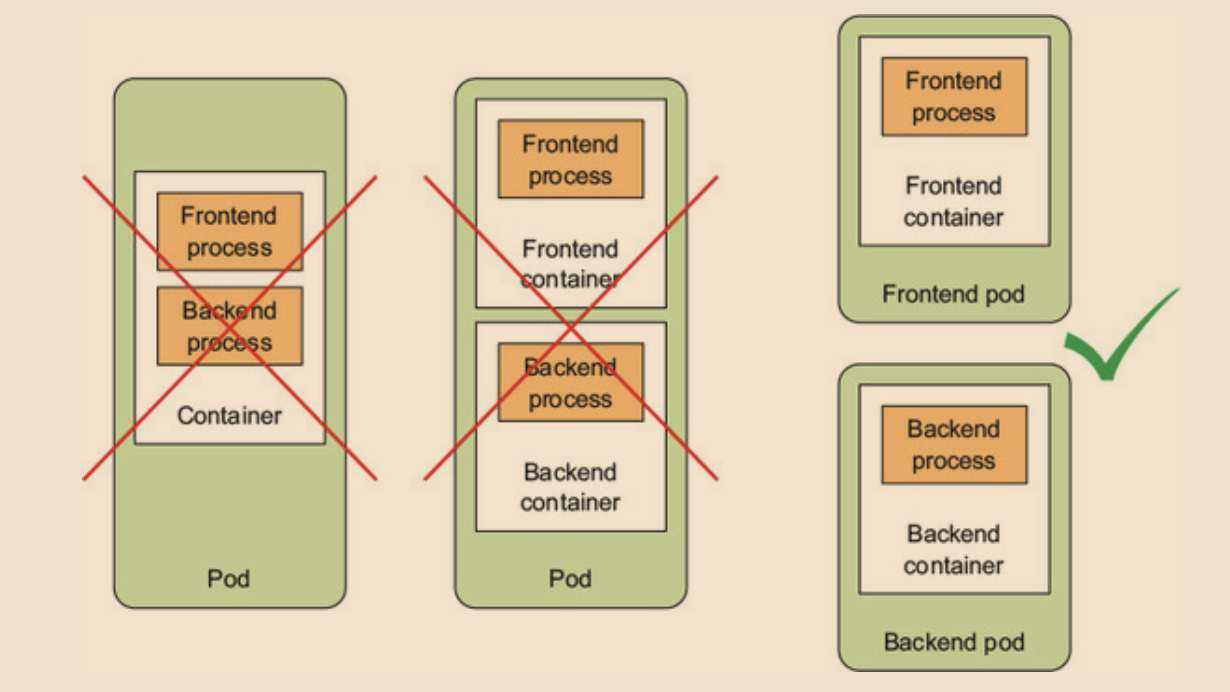 Frontend
process
Backend
process
Container
Pod
Frontend
process
Frontend
container
Backend
process
Backend
container
Pod
Frontend
process
Frontend
container
Frontend pod
Backend
process
Backend
container
Backend pod